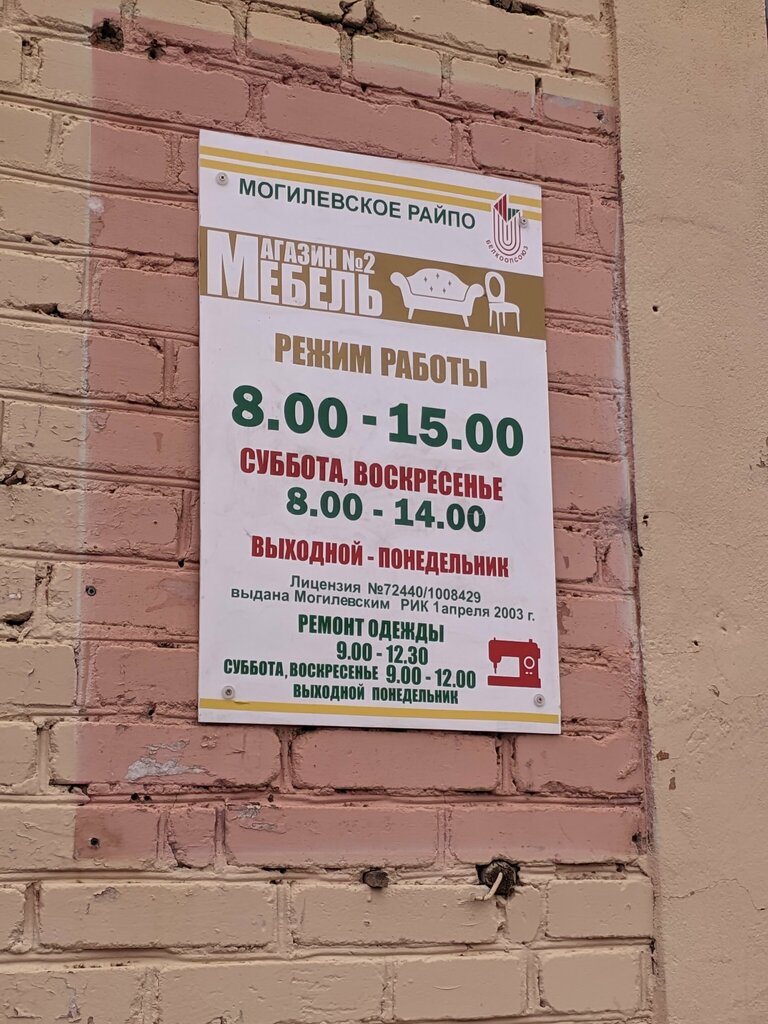 МОГИЛЕВСКОЕ РАЙПО
БЕЛКООПСОЮЗ
МАГАЗИН №2
МЕБЕЛЬ
РЕЖИМ РАБОТЫ
8.00 - 15.00
СУББОТА, ВОСКРЕСЕНЬЕ
8.00 - 14.00
ВЫХОДНОЙ - ПОНЕДЕЛЬНИК
Лицензия №72440/1008429
выдана Могилевским РИК 1апреля 2003 г.
РЕМОНТ ОДЕЖДЫ
9.00 - 12.30
СУББОТА, ВОСКРЕСЕНЬЕ 9.00 - 12.00
ВЫХОДНОЙ ПОНЕДЕЛЬНИК